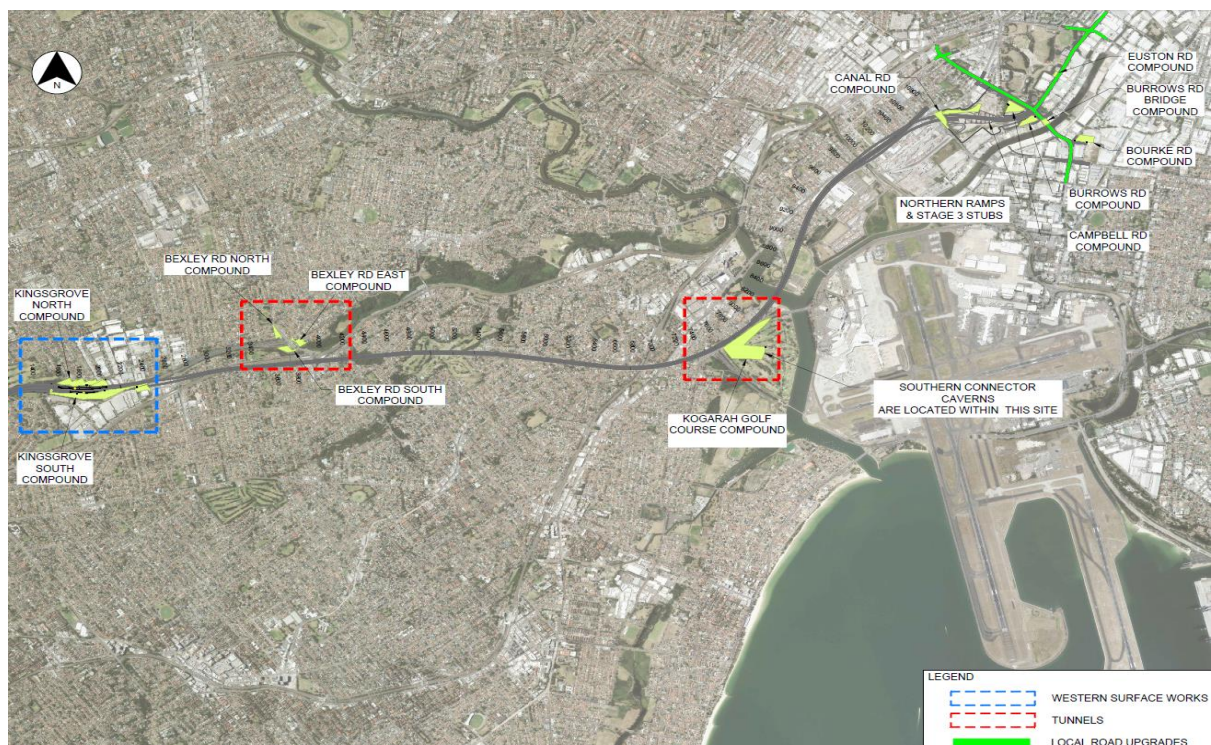 N
CANAL RD
COMPOUND
EUSTON RD
COMPOUND
BURROWS RD
BRIDGE
COMPOUND
BOURKE RD
COMPOUND
BURROWS RD
COMPOUND
NORTHERN RAMPS
& STAGE 3 STUBS
CAMPBELL RD
COMPOUND
BEXLEY RD NORTH
COMPOUND
BEXLEY RD EAST
COMPOUND
KINGSGROVE
NORTH
COMPOUND
BEXLEY RD SOUTH
COMPOUND
SOUTHERN CONNECTOR
CAVERNS
ARE LOCATED WITHIN THIS SITE
KOGARAH GOLF
COURSE COMPOUND
KINGSGROVE
SOUTH
COMPOUND
LEGEND
WESTERN SURFACE WORKS
TUNNELS
LOCAL ROAD UPGRADES